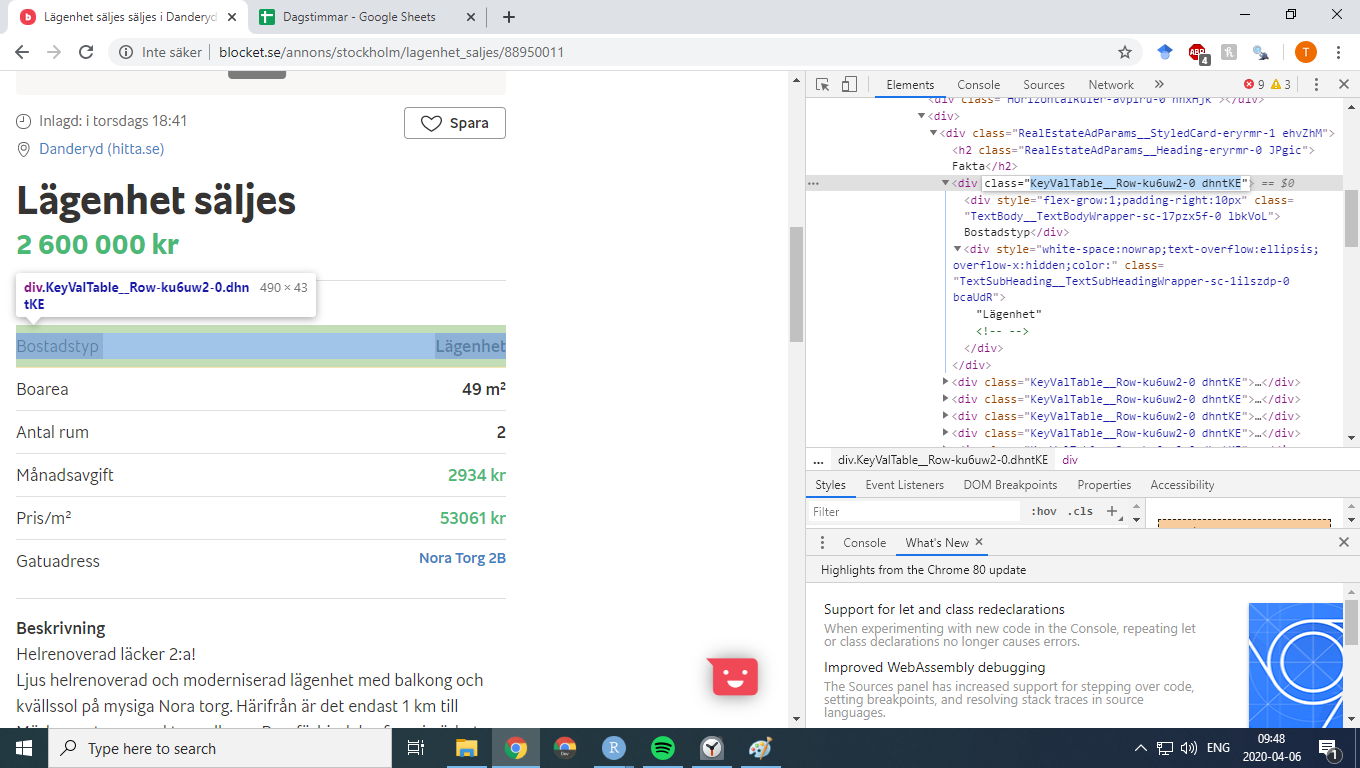 Lägenhet säljes säljes i Danderyd
Dagstimmar - Google Sheets
Inte säker
blocket.se/annons/stockholm/lagenhet_saljes/88950011
ABP
4
T
Inlagd: i torsdags 18:41
Danderyd (hitta.se)
Spara
Lägenhet säljes
2 600 000 kr
div.KeyValTable__Row-ku6uw2-0.dhn
tKE
490 × 43
Bostadstyp
Lägenhet
Boarea
49 m²
Antal rum
2
Månadsavgift
2934 kr
Pris/m²
53061 kr
Gatuadress
Nora Torg 2B
Beskrivning
Helrenoverad läcker 2:a!
Ljus helrenoverad och moderniserad lägenhet med balkong och
kvällssol på mysiga Nora torg. Härifrån är det endast 1 km till
Elements
Console
Sources
Network
»
9
3
<div class="HorizontalRuler-avpiru-0 hhxHjk"></div>
<div>
<div class="RealEstateAdParams__StyledCard-eryrmr-1 ehvZhM">
<h2 class="RealEstateAdParams__Heading-eryrmr-0 JPgic">
Fakta</h2>
<div class="KeyValTable__Row-ku6uw2-0 dhntKE"> == $0
<div style="flex-grow:1;padding-right:10px" class=
"TextBody__TextBodyWrapper-sc-17pzx5f-0 lbkVoL">
Bostadstyp</div>
<div style="white-space:nowrap;text-overflow:ellipsis;
overflow-x:hidden;color:" class=
"TextSubHeading__TextSubHeadingWrapper-sc-1ilszdp-0
bcaUdR">
"Lägenhet"
<!-- -->
</div>
</div>
<div class="KeyValTable__Row-ku6uw2-0 dhntKE">…</div>
<div class="KeyValTable__Row-ku6uw2-0 dhntKE">…</div>
<div class="KeyValTable__Row-ku6uw2-0 dhntKE">…</div>
<div class="KeyValTable__Row-ku6uw2-0 dhntKE">…</div>
... div.KeyValTable__Row-ku6uw2-0.dhntKE div
Styles
Event Listeners
DOM Breakpoints
Properties
Accessibility
Filter
:hov
.cls
Console
What's New
Highlights from the Chrome 80 update
Support for let and class redeclarations
When experimenting with new code in the Console, repeating let
or class declarations no longer causes errors.
Improved WebAssembly debugging
The Sources panel has increased support for stepping over code,
setting breakpoints, and resolving stack traces in source
languages.
Type here to search
Dev
R
ENG
09:48
2020-04-06
1